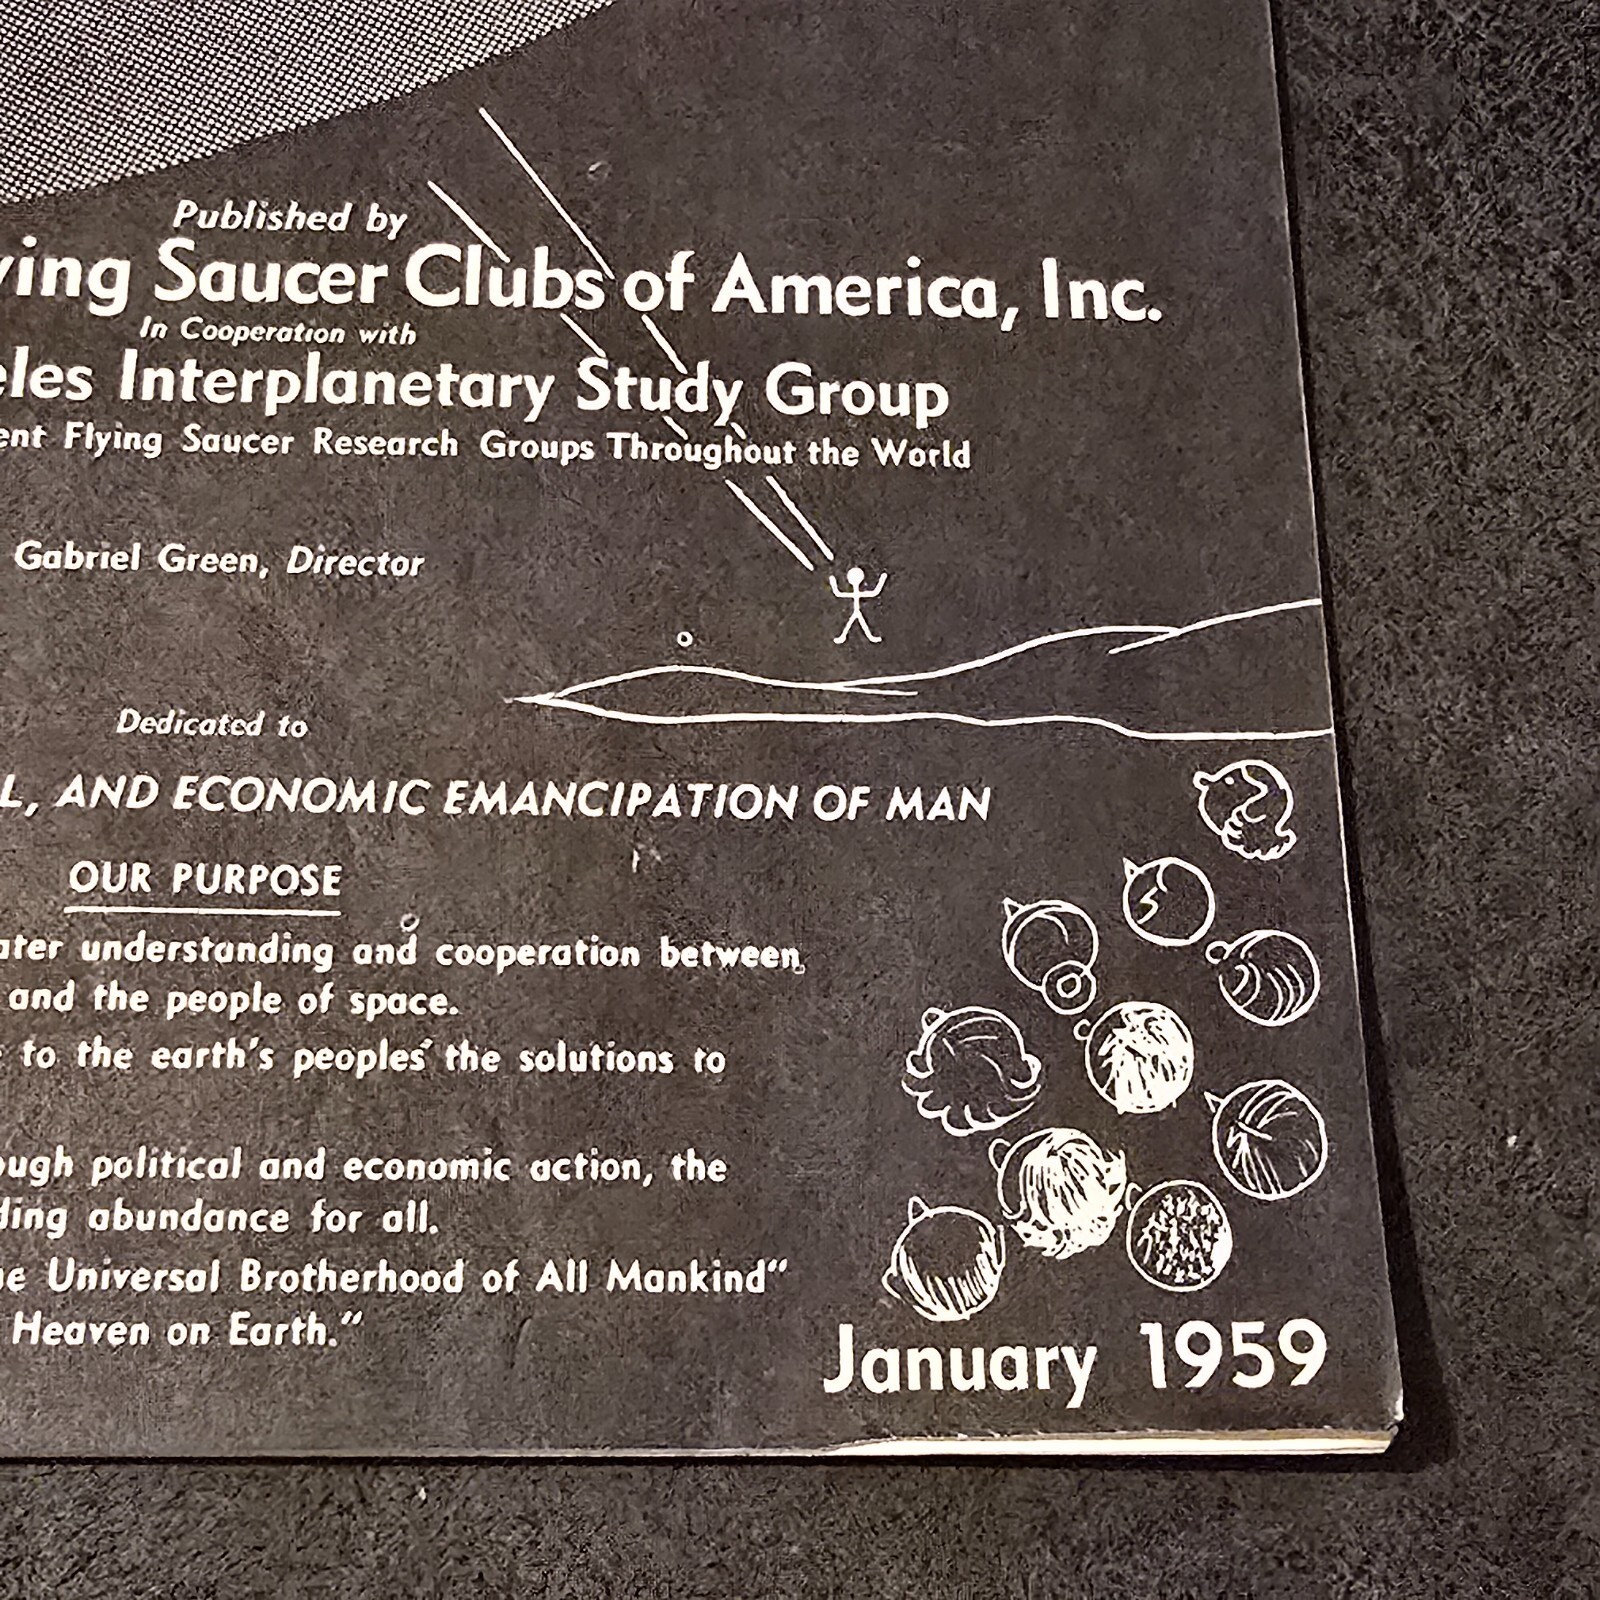 Published by
ying Saucer Clubs of America, Inc.
In Cooperation with
eles Interplanetary Study Group
ent Flying Saucer Research Groups Throughout the World
Gabriel Green, Director
Dedicated to
L, AND ECONOMIC EMANCIPATION OF MAN
OUR PURPOSE
ater understanding and cooperation between
and the people of space.
to the earth's peoples the solutions to
ough political and economic action, the
ding abundance for all.
he Universal Brotherhood of All Mankind"
Heaven on Earth."
January 1959